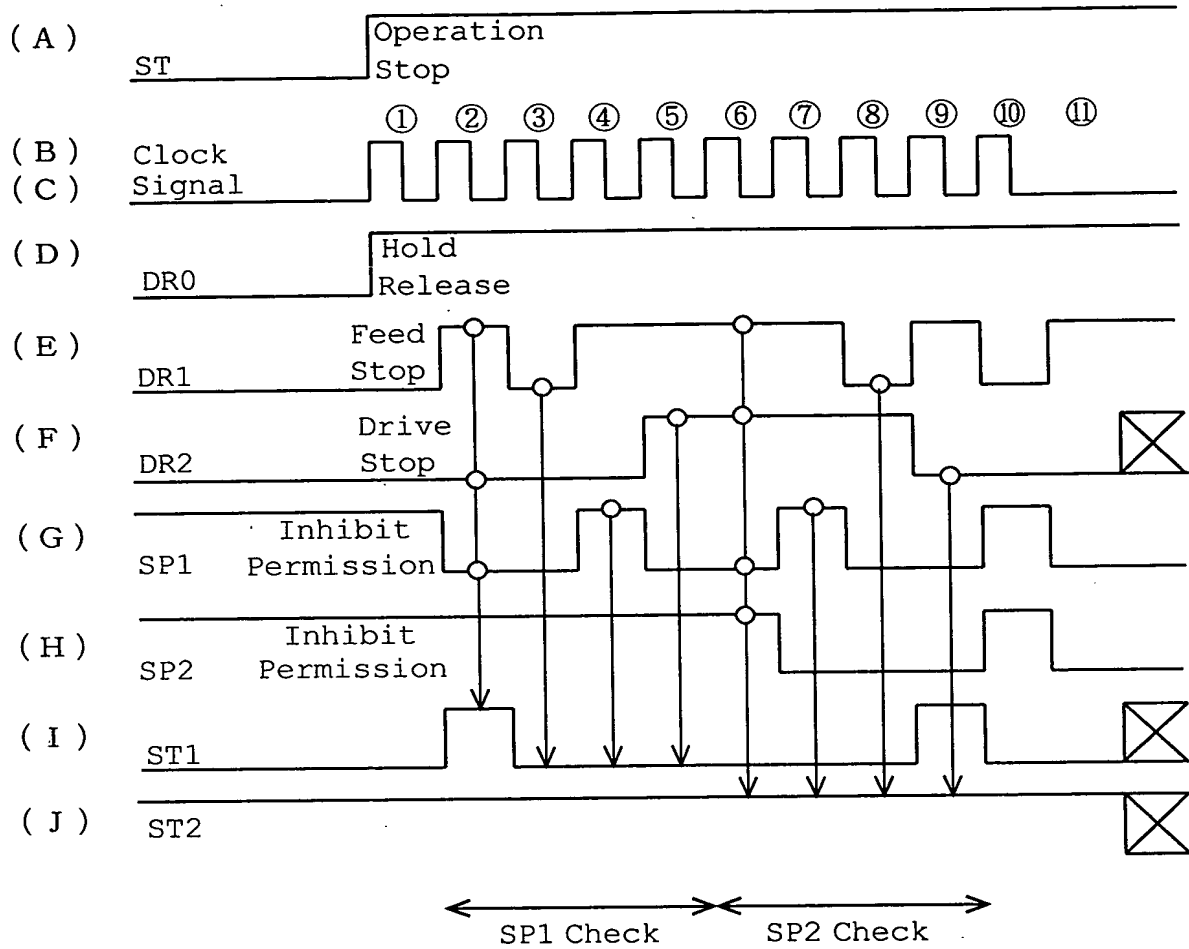 (A)
Operation
ST
Stop
① ② ③ ④ ⑤ ⑥ ⑦ ⑧ ⑨ ⑩ ⑪
(B)
Clock
(C)
Signal
(D)
Hold
DR0
Release
(E)
Feed
DR1
Stop
(F)
Drive
DR2
Stop
(G)
Inhibit
SP1
Permission
(H)
Inhibit
SP2
Permission
(I)
ST1
(J)
ST2
SP1 Check
SP2 Check